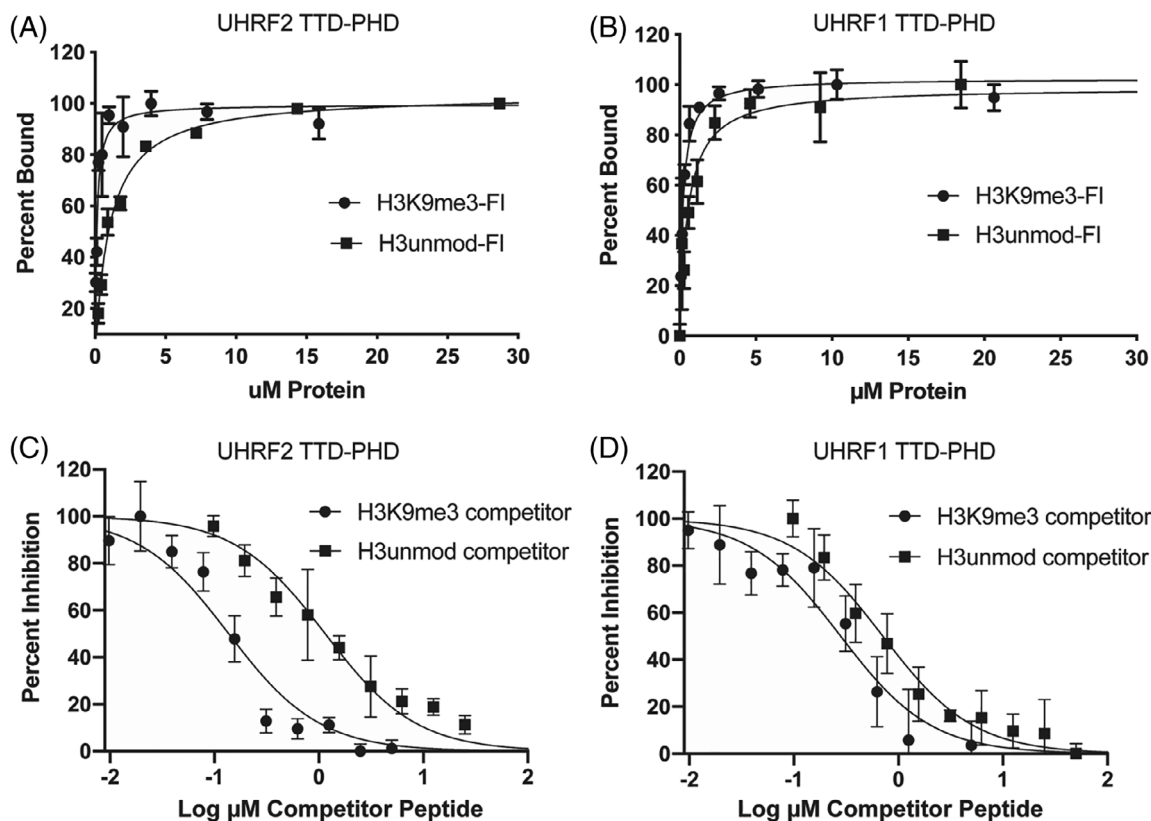 (A)
UHRF2 TTD-PHD
120
100
80
60
40
20
Percent Bound
H3K9me3-Fl
H3unmod-Fl
0
5
10
15
20
25
30
uM Protein
(B)
UHRF1 TTD-PHD
120
100
80
60
40
20
0
Percent Bound
H3K9me3-Fl
H3unmod-Fl
0
5
10
15
20
25
30
µM Protein
(C)
UHRF2 TTD-PHD
120
100
80
60
40
20
0
Percent Inhibition
H3K9me3 competitor
H3unmod competitor
-2
-1
0
1
2
Log µM Competitor Peptide
(D)
UHRF1 TTD-PHD
120
100
80
60
40
20
0
Percent Inhibition
H3K9me3 competitor
H3unmod competitor
-2
-1
0
1
2
Log µM Competitor Peptide